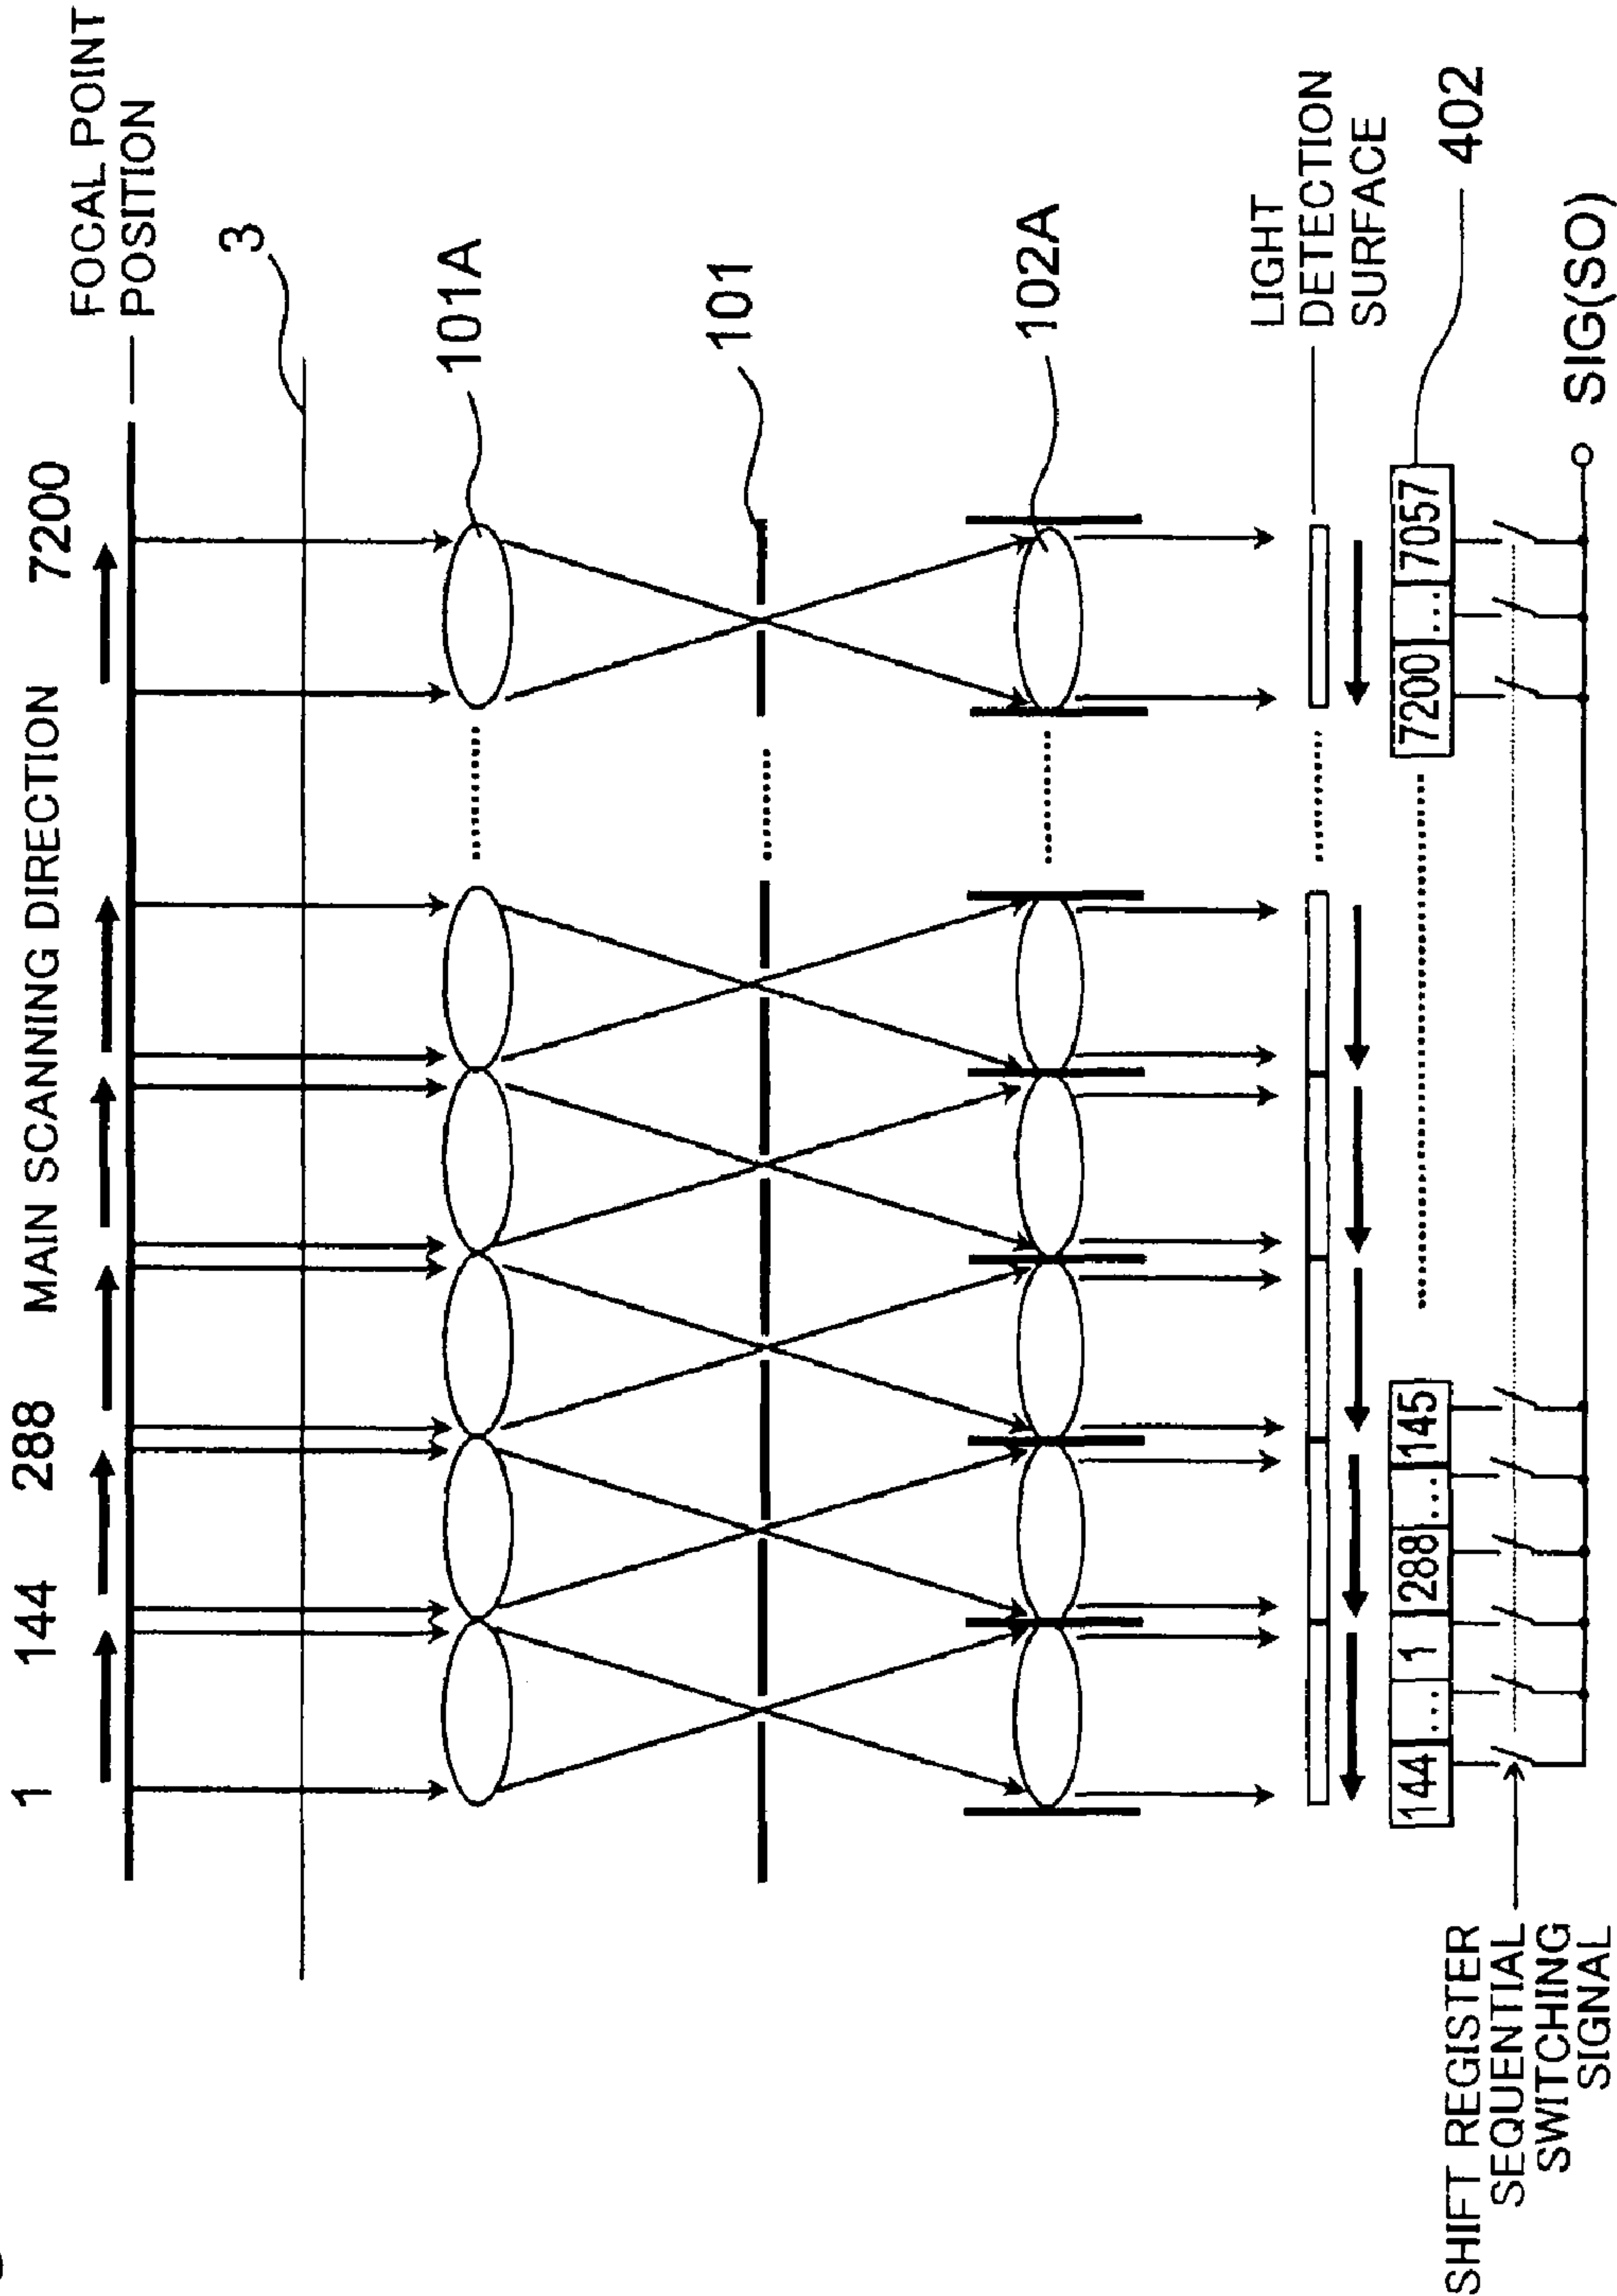 1 144 288 MAIN SCANNING DIRECTION 7200
FOCAL POINT
POSITION
3
101A
101
102A
LIGHT
DETECTION
SURFACE
402
144 ... 1 288 ... 145 7200 ... 7057
SIG(SO)
SHIFT REGISTER
SEQUENTIAL
SWITCHING
SIGNAL